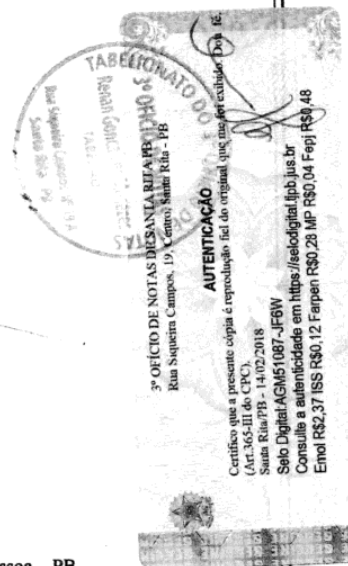 3º OFÍCIO DE NOTAS DE SANTA RITA PB
Rua Siqueira Campos, 19, Centro, Santa Rita - PB
AUTENTICAÇÃO
Certifico que a presente cópia é reprodução fiel do original que me foi exibido. Dou fé.
(Art.365-III do CPC).
Santa Rita/PB - 14/02/2018
Selo Digital:AGM51087-JF6W
Consulte a autenticidade em https://selodigital.tjpb.jus.br
Emol R$2,37 ISS R$0,12 Farpen R$0,28 MP R$0,04 Fepj R$0,48
TABELIONATO DO
3º OFÍCIO
Renan
PB